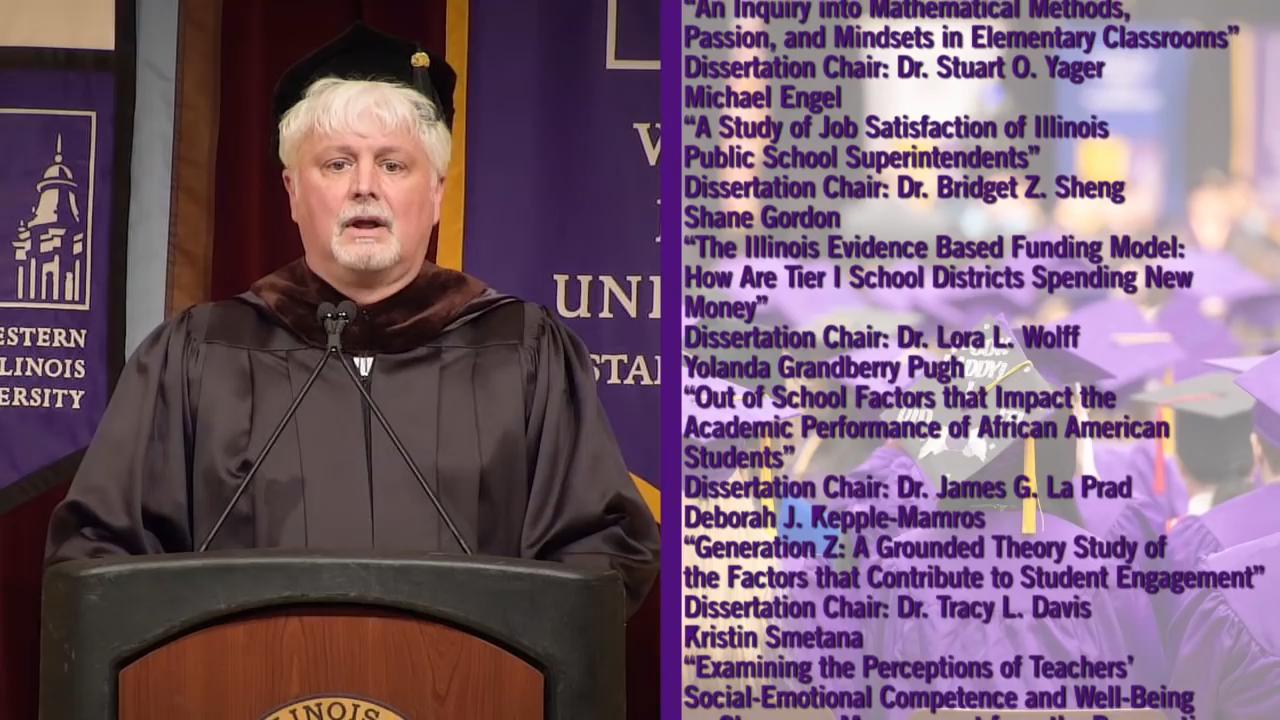 ESTERN
LINOIS
ERSITY
UNI
STA
LINOIS
“An Inquiry into Mathematical Methods,
Passion, and Mindsets in Elementary Classrooms”
Dissertation Chair: Dr. Stuart O. Yager
Michael Engel
“A Study of Job Satisfaction of Illinois
Public School Superintendents”
Dissertation Chair: Dr. Bridget Z. Sheng
Shane Gordon
“The Illinois Evidence Based Funding Model:
How Are Tier I School Districts Spending New
Money”
Dissertation Chair: Dr. Lora L. Wolff
Yolanda Grandberry Pugh
“Out of School Factors that Impact the
Academic Performance of African American
Students”
Dissertation Chair: Dr. James G. La Prad
Deborah J. Kepple-Mamros
“Generation Z: A Grounded Theory Study of
the Factors that Contribute to Student Engagement”
Dissertation Chair: Dr. Tracy L. Davis
Kristin Smetana
“Examining the Perceptions of Teachers’
Social-Emotional Competence and Well-Being